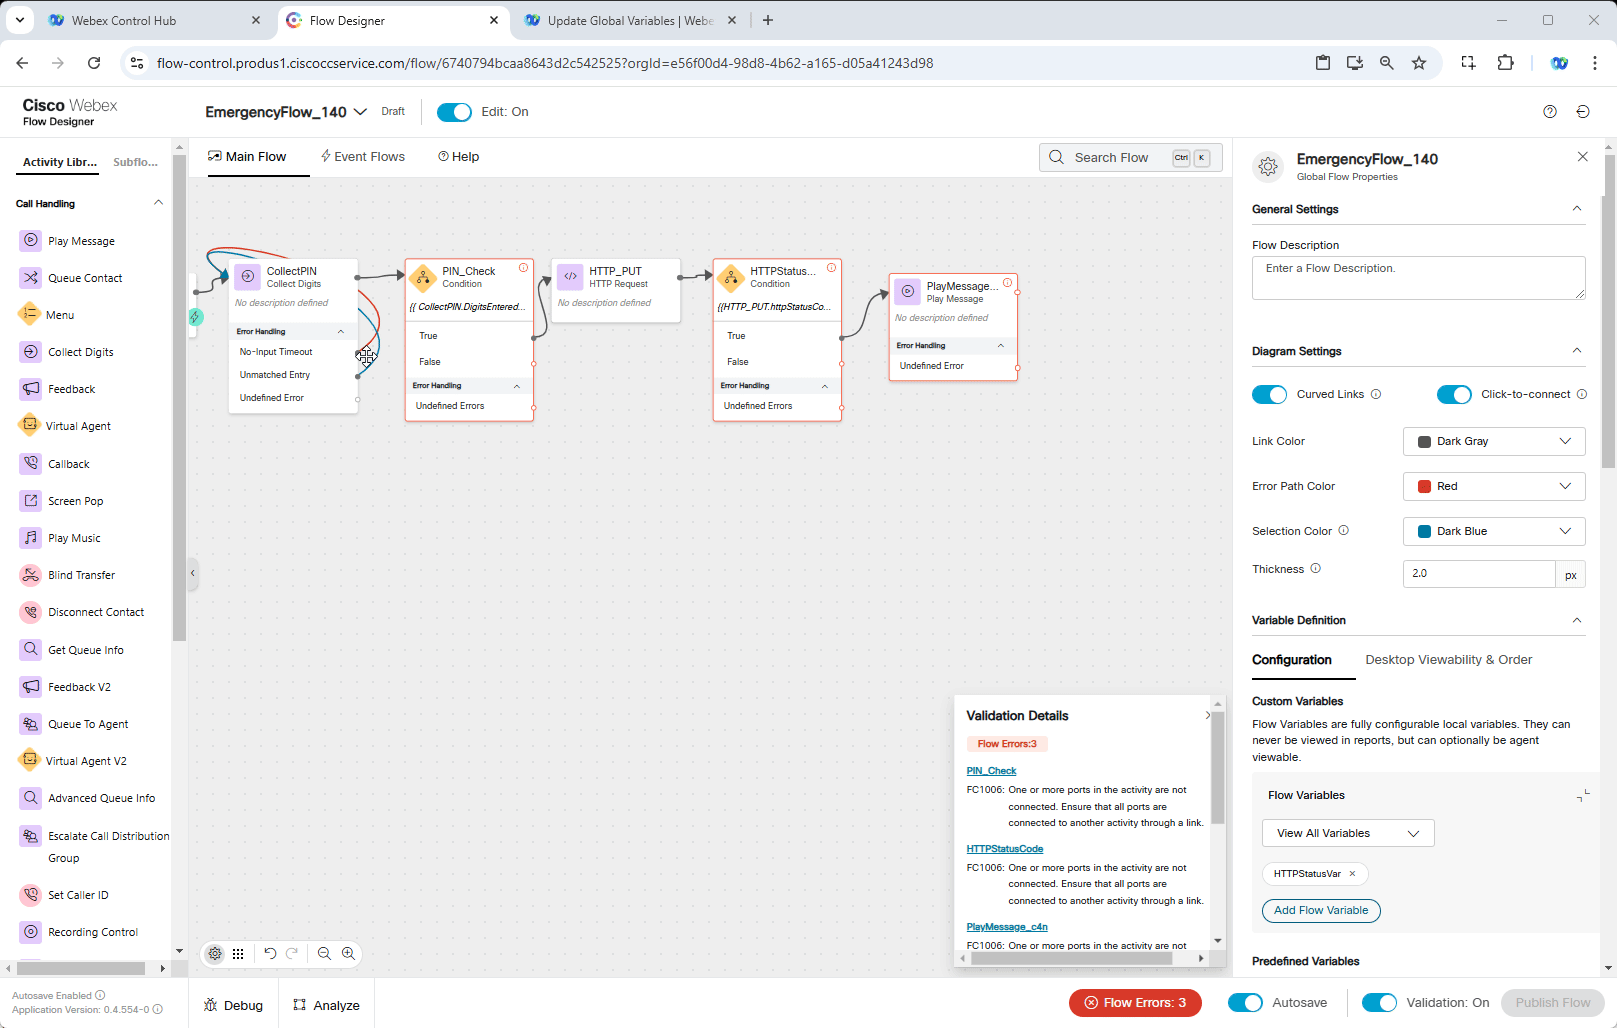 Webex Control Hub
Flow Designer
Update Global Variables | Webe
flow-control.produs1.ciscoccservice.com/flow/6740794bcaa8643d2c542525?orgId=e56f00d4-98d8-4b62-a165-d05a41243d98
Cisco Webex
Flow Designer
EmergencyFlow_140
Draft
Edit: On
Activity Libr...
Subflo...
Call Handling
Play Message
Queue Contact
Menu
Collect Digits
Feedback
Virtual Agent
Callback
Screen Pop
Play Music
Blind Transfer
Disconnect Contact
Get Queue Info
Feedback V2
Queue To Agent
Virtual Agent V2
Advanced Queue Info
Escalate Call Distribution
Group
Set Caller ID
Recording Control
Autosave Enabled
Application Version: 0.4.554-0
Main Flow
Event Flows
Help
Search Flow
Ctrl
K
CollectPIN
Collect Digits
No description defined
Error Handling
No-Input Timeout
Unmatched Entry
Undefined Error
PIN_Check
Condition
{{ CollectPIN.DigitsEntered...
True
False
Error Handling
Undefined Errors
HTTP_PUT
HTTP Request
No description defined
HTTPStatus...
Condition
{{HTTP_PUT.httpStatusCo...
True
False
Error Handling
Undefined Errors
PlayMessage...
Play Message
No description defined
Error Handling
Undefined Error
Validation Details
Flow Errors:3
PIN_Check
FC1006: One or more ports in the activity are not
connected. Ensure that all ports are
connected to another activity through a link.
HTTPStatusCode
FC1006: One or more ports in the activity are not
connected. Ensure that all ports are
connected to another activity through a link.
PlayMessage_c4n
FC1006: One or more ports in the activity are not
Debug
Analyze
Flow Errors: 3
Autosave
Validation: On
Publish Flow
EmergencyFlow_140
Global Flow Properties
General Settings
Flow Description
Enter a Flow Description.
Diagram Settings
Curved Links
Click-to-connect
Link Color
Dark Gray
Error Path Color
Red
Selection Color
Dark Blue
Thickness
2.0
px
Variable Definition
Configuration
Desktop Viewability & Order
Custom Variables
Flow Variables are fully configurable local variables. They can
never be viewed in reports, but can optionally be agent
viewable.
Flow Variables
View All Variables
HTTPStatusVar
Add Flow Variable
Predefined Variables